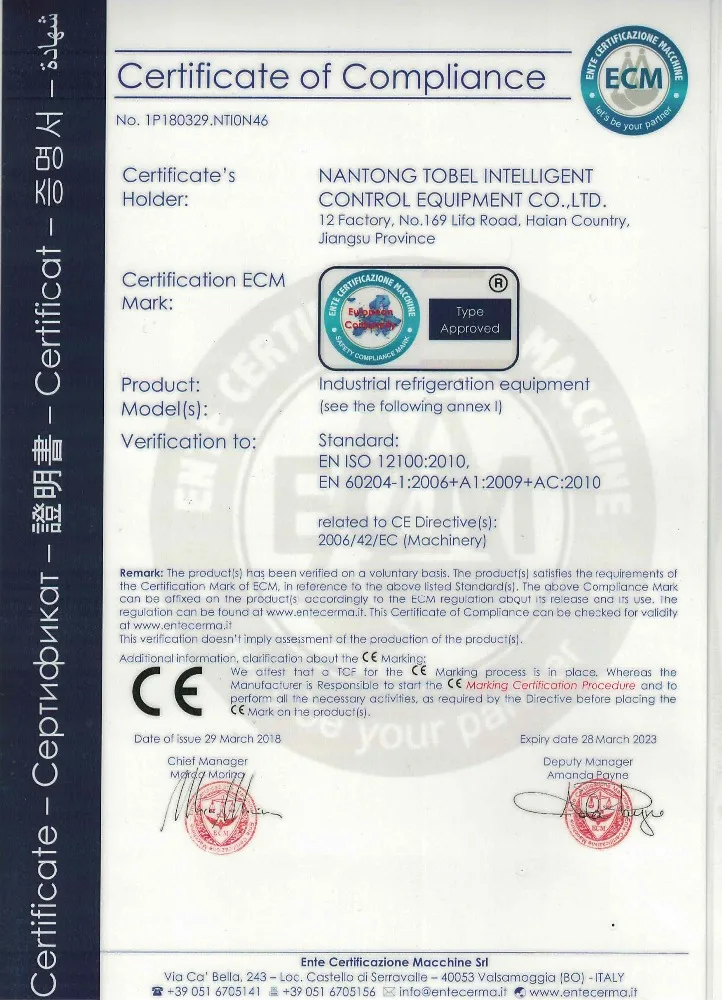 Certificate – Сертификат – 證明書 – Certificat – 증명서 – شهادة
ENTE CERTIFICAZIONE MACCHINE
ECM
let's be your partner
Certificate of Compliance
No. 1P180329.NTI0N46
Certificate's Holder:
NANTONG TOBEL INTELLIGENT
CONTROL EQUIPMENT CO.,LTD.
12 Factory, No.169 Lifa Road, Haian Country,
Jiangsu Province
Certification ECM
Mark:
ENTE CERTIFICAZIONE MACCHINE
European
SAFETY COMPLIANCE MARK
®
Type
Approved
Product:
Industrial refrigeration equipment
Model(s):
(see the following annex I)
Verification to:
Standard:
EN ISO 12100:2010,
EN 60204-1:2006+A1:2009+AC:2010
related to CE Directive(s):
2006/42/EC (Machinery)
Remark: The product(s) has been verified on a voluntary basis. The product(s) satisfies the requirements of
the Certification Mark of ECM, in reference to the above listed Standard(s). The above Compliance Mark
can be affixed on the product(s) accordingly to the ECM regulation about its release and its use. The
regulation can be found at www.entecerma.it. This Certificate of Compliance can be checked for validity
at www.entecerma.it
This verification doesn't imply assessment of the production of the product(s).
Additional information, clarification about the CE Marking:
CE
We attest that a TCF for the CE Marking process is in place. Whereas the
Manufacturer is Responsible to start the CE Marking Certification Procedure and to
perform all the necessary activities, as required by the Directive before placing the
CE Mark on the product(s).
Date of issue 29 March 2018
Expiry date 28 March 2023
Chief Manager
Deputy Manager
Amanda Payne
Ente Certificazione Macchine Srl
Via Ca' Bella, 243 – Loc. Castello di Serravalle – 40053 Valsamoggia (BO) - ITALY
☎ +39 051 6705141 +39 051 6705156 ✉ info@entecerma.it www.entecerma.it